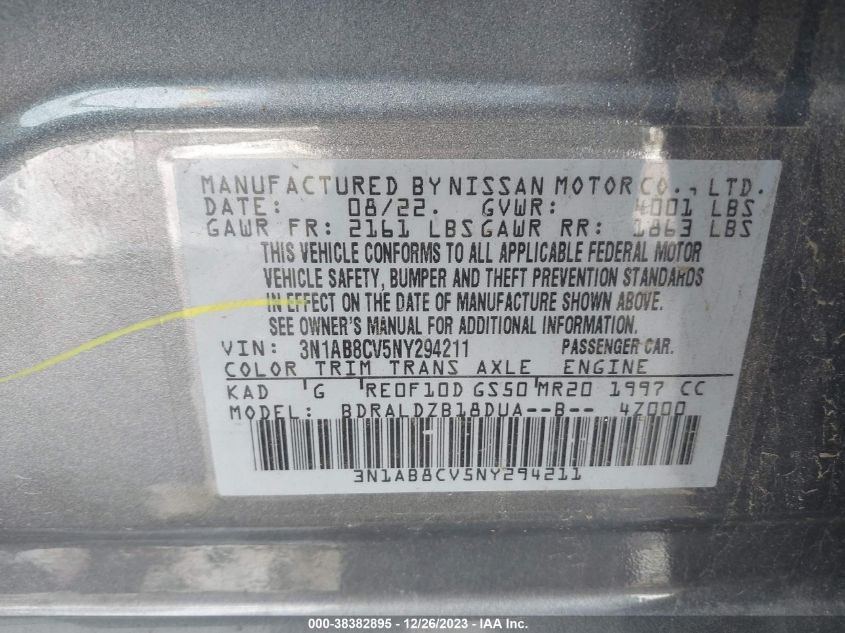 MANUFACTURED BY NISSAN MOTOR CO., LTD.
DATE: 08/22. GVWR: 4001 LBS
GAWR FR: 2161 LBS GAWR RR: 1863 LBS
THIS VEHICLE CONFORMS TO ALL APPLICABLE FEDERAL MOTOR
VEHICLE SAFETY, BUMPER AND THEFT PREVENTION STANDARDS
IN EFFECT ON THE DATE OF MANUFACTURE SHOWN ABOVE.
SEE OWNER'S MANUAL FOR ADDITIONAL INFORMATION.
VIN: 3N1AB8CV5NY294211 PASSENGER CAR.
COLOR TRIM TRANS AXLE ENGINE
KAD 'G 'RE0F10D GS50'MR20 1997 CC
MODEL: BDRALDZB18DUA--B-- 4Z000
3N1AB8CV5NY294211
000-38382895 - 12/26/2023 - IAA Inc.